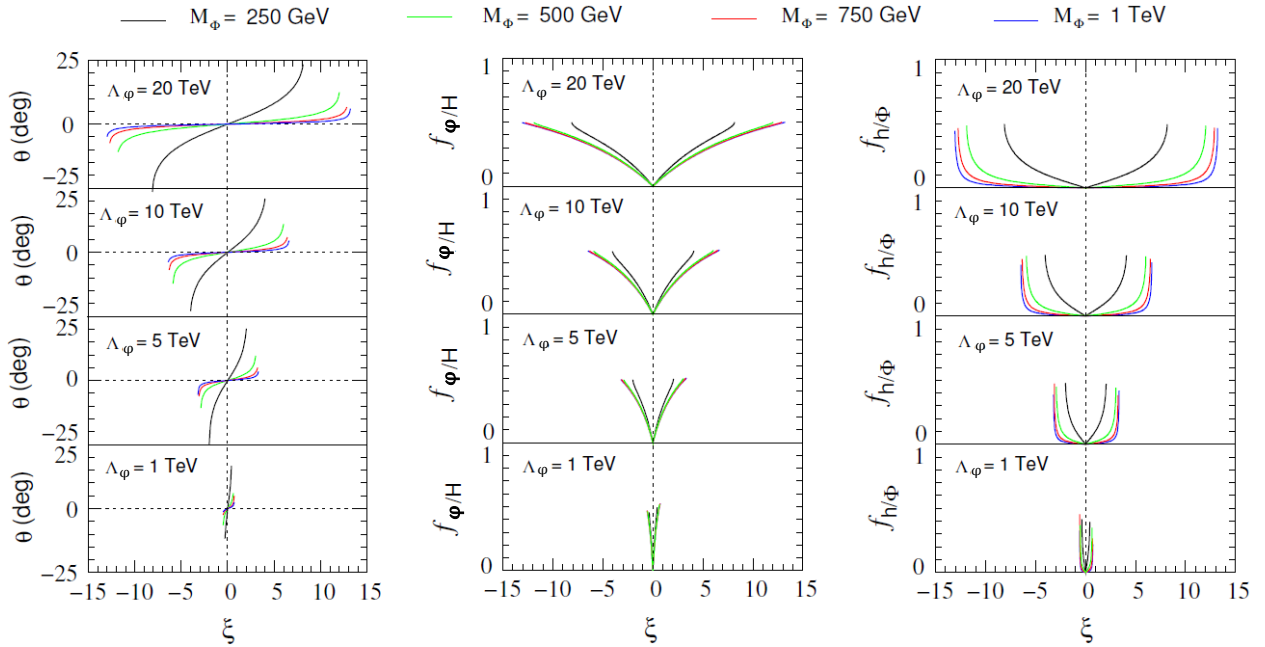 M_Φ = 250 GeV M_Φ = 500 GeV M_Φ = 750 GeV M_Φ = 1 TeV
θ (deg)
25
0
−25
Λ_φ = 20 TeV
θ (deg)
25
0
−25
Λ_φ = 10 TeV
θ (deg)
25
0
−25
Λ_φ = 5 TeV
θ (deg)
25
0
−25
Λ_φ = 1 TeV
−15 −10 −5 0 5 10 15
ξ
f_φ/H
1
0
Λ_φ = 20 TeV
f_φ/H
1
0
Λ_φ = 10 TeV
f_φ/H
1
0
Λ_φ = 5 TeV
f_φ/H
1
0
Λ_φ = 1 TeV
−15 −10 −5 0 5 10 15
ξ
f_h/Φ
1
0
Λ_φ = 20 TeV
f_h/Φ
1
0
Λ_φ = 10 TeV
f_h/Φ
1
0
Λ_φ = 5 TeV
f_h/Φ
1
0
Λ_φ = 1 TeV
−15 −10 −5 0 5 10 15
ξ